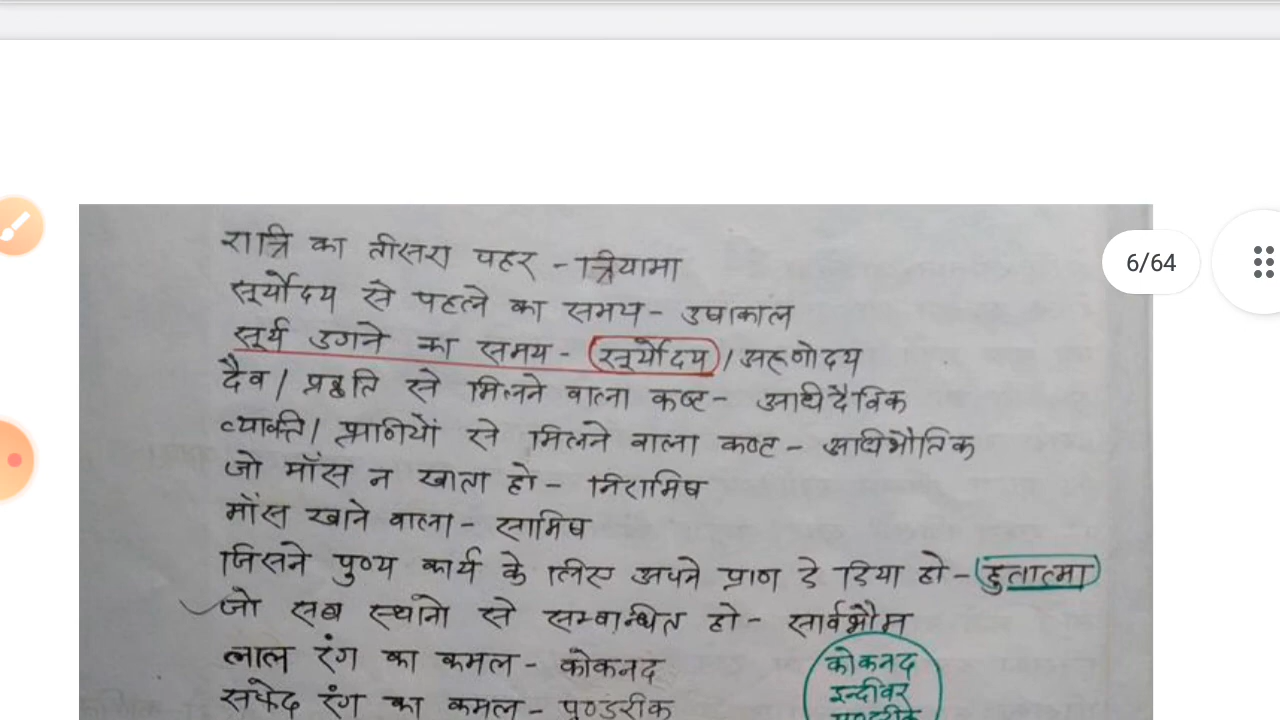 रात्रि का तीसरा पहर - त्रियामा
6/64
सूर्योदय से पहले का समय - उषाकाल
सूर्य उगने का समय - सूर्योदय / अरूणोदय
दैव / प्रकृति से मिलने वाला कष्ट - आधिदैविक
व्यक्ति / प्राणियों से मिलने वाला कष्ट - आधिभौतिक
जो माँस न खाता हो - निरामिष
माँस खाने वाला - सामिष
जिसने पुण्य कार्य के लिए अपने प्राण दे दिया हो - हुतात्मा
जो सब स्थानो से सम्बान्धित हो - सार्वभौम
लाल रंग का कमल - कोकनद
कोकनद
इन्दीवर
सफेद रंग का कमल - पुण्डरीक